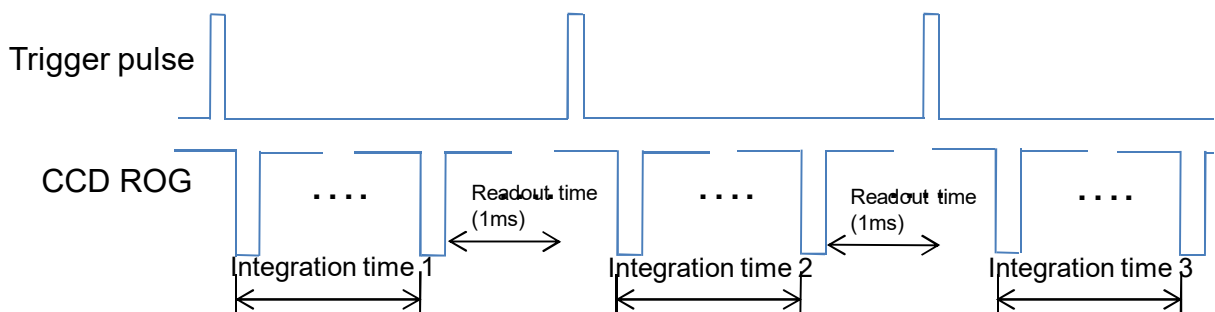 Trigger pulse
CCD ROG
....
Readout time
(1ms)
....
....
Readout time
(1ms)
....
....
Integration time 1
Integration time 2
Integration time 3